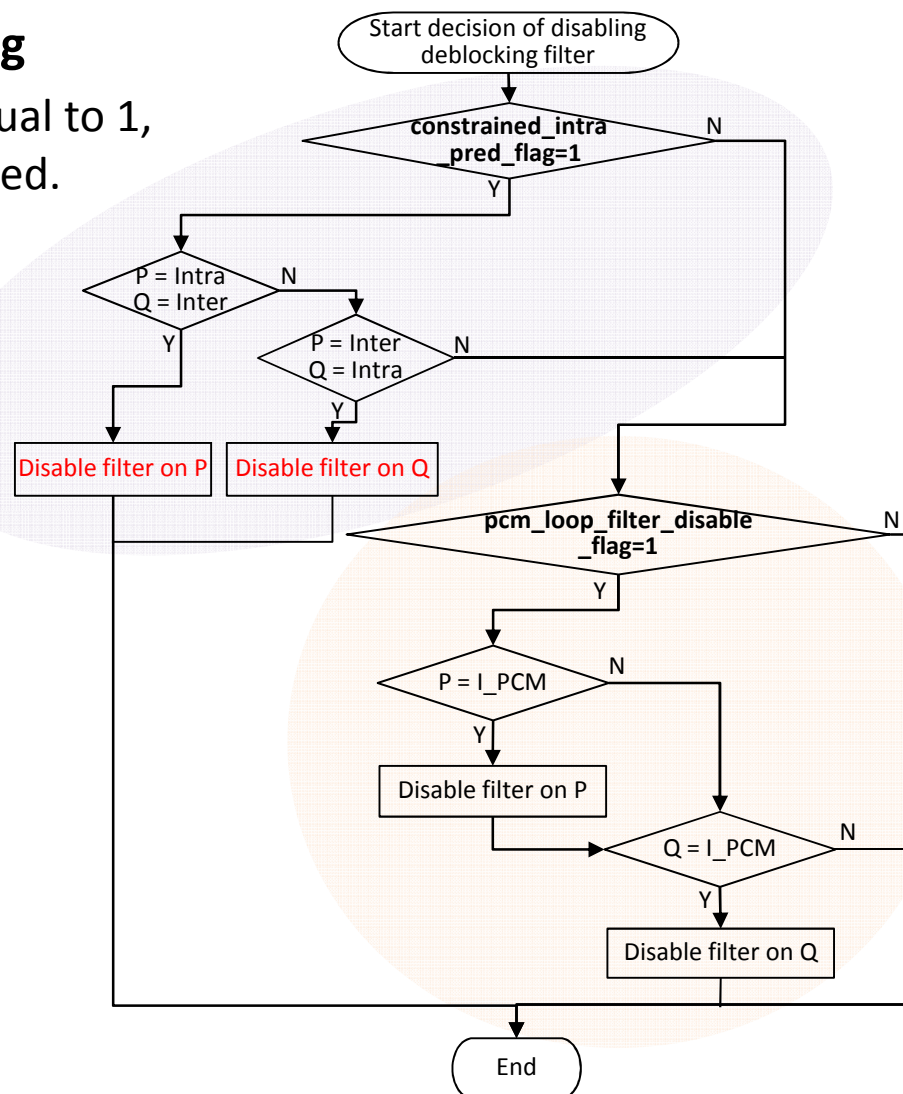 g
ual to 1,
ed.
Start decision of disabling
deblocking filter
constrained_intra
_pred_flag=1
N
Y
P = Intra
Q = Inter
N
Y
P = Inter
Q = Intra
N
Y
Disable filter on P
Disable filter on Q
pcm_loop_filter_disable
_flag=1
N
Y
P = I_PCM
N
Y
Disable filter on P
Q = I_PCM
N
Y
Disable filter on Q
End